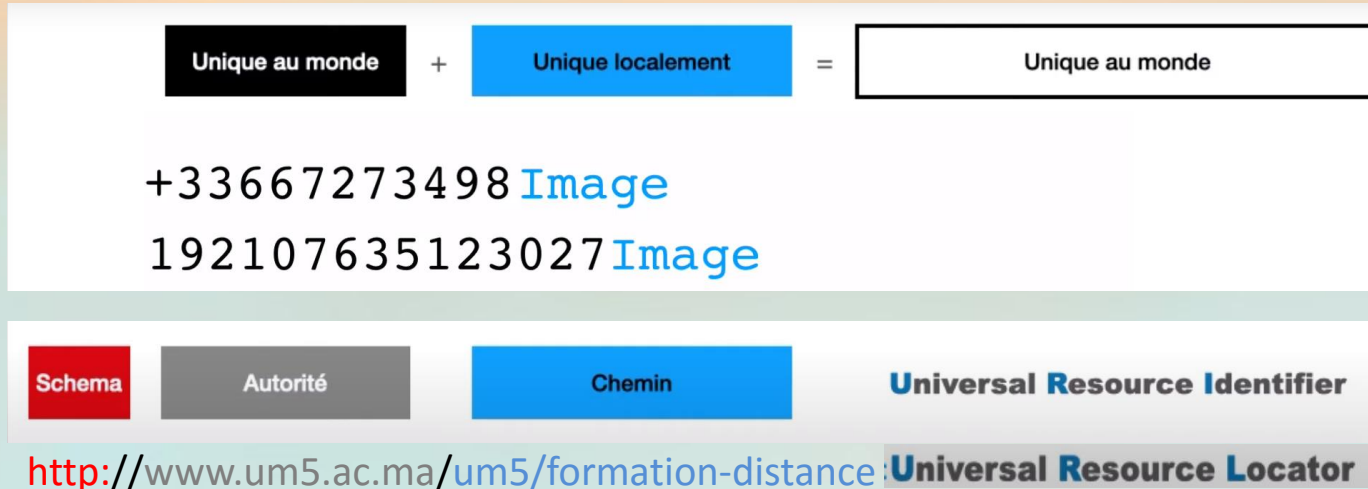 Unique au monde + Unique localement = Unique au monde
+33667273498Image
192107635123027Image
Schema Autorité Chemin Universal Resource Identifier
http://www.um5.ac.ma/um5/formation-distance:Universal Resource Locator